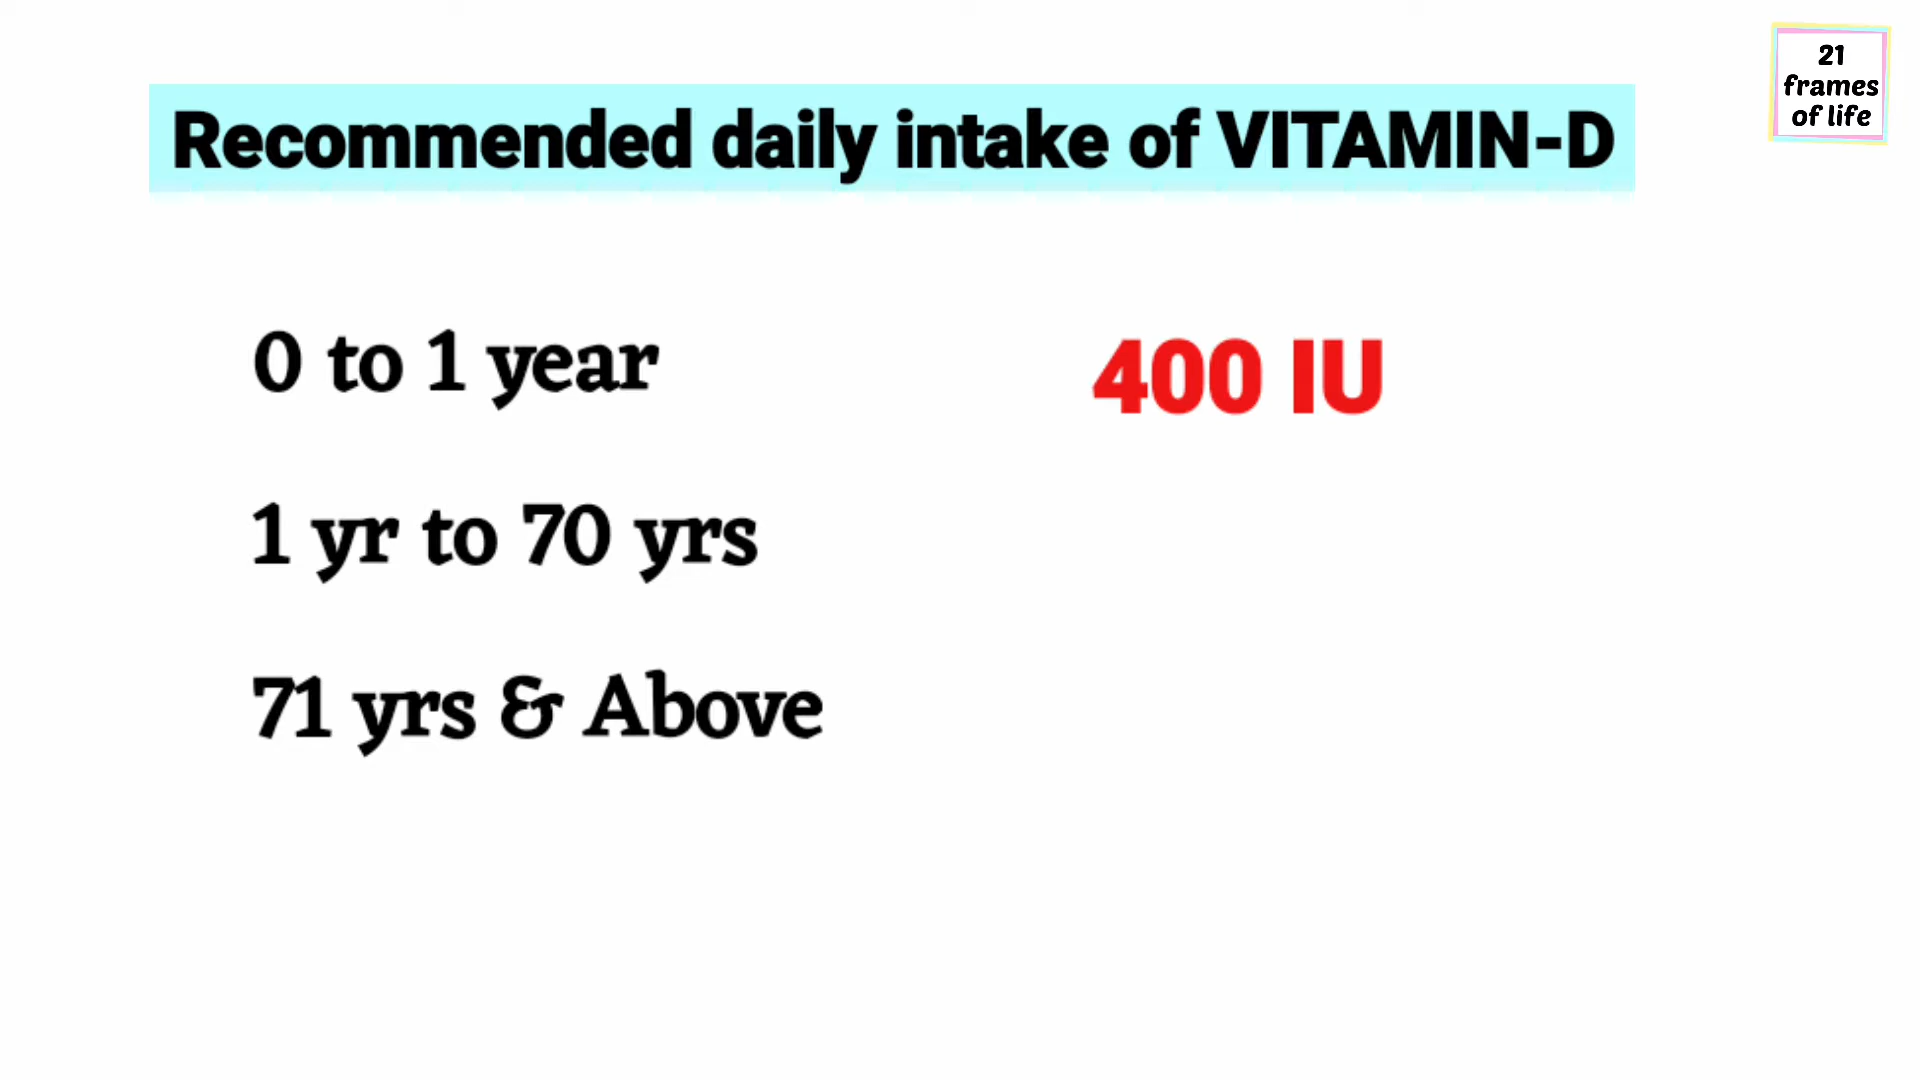 21
frames
of life
Recommended daily intake of VITAMIN-D
0 to 1 year 400 IU
1 yr to 70 yrs
71 yrs & Above